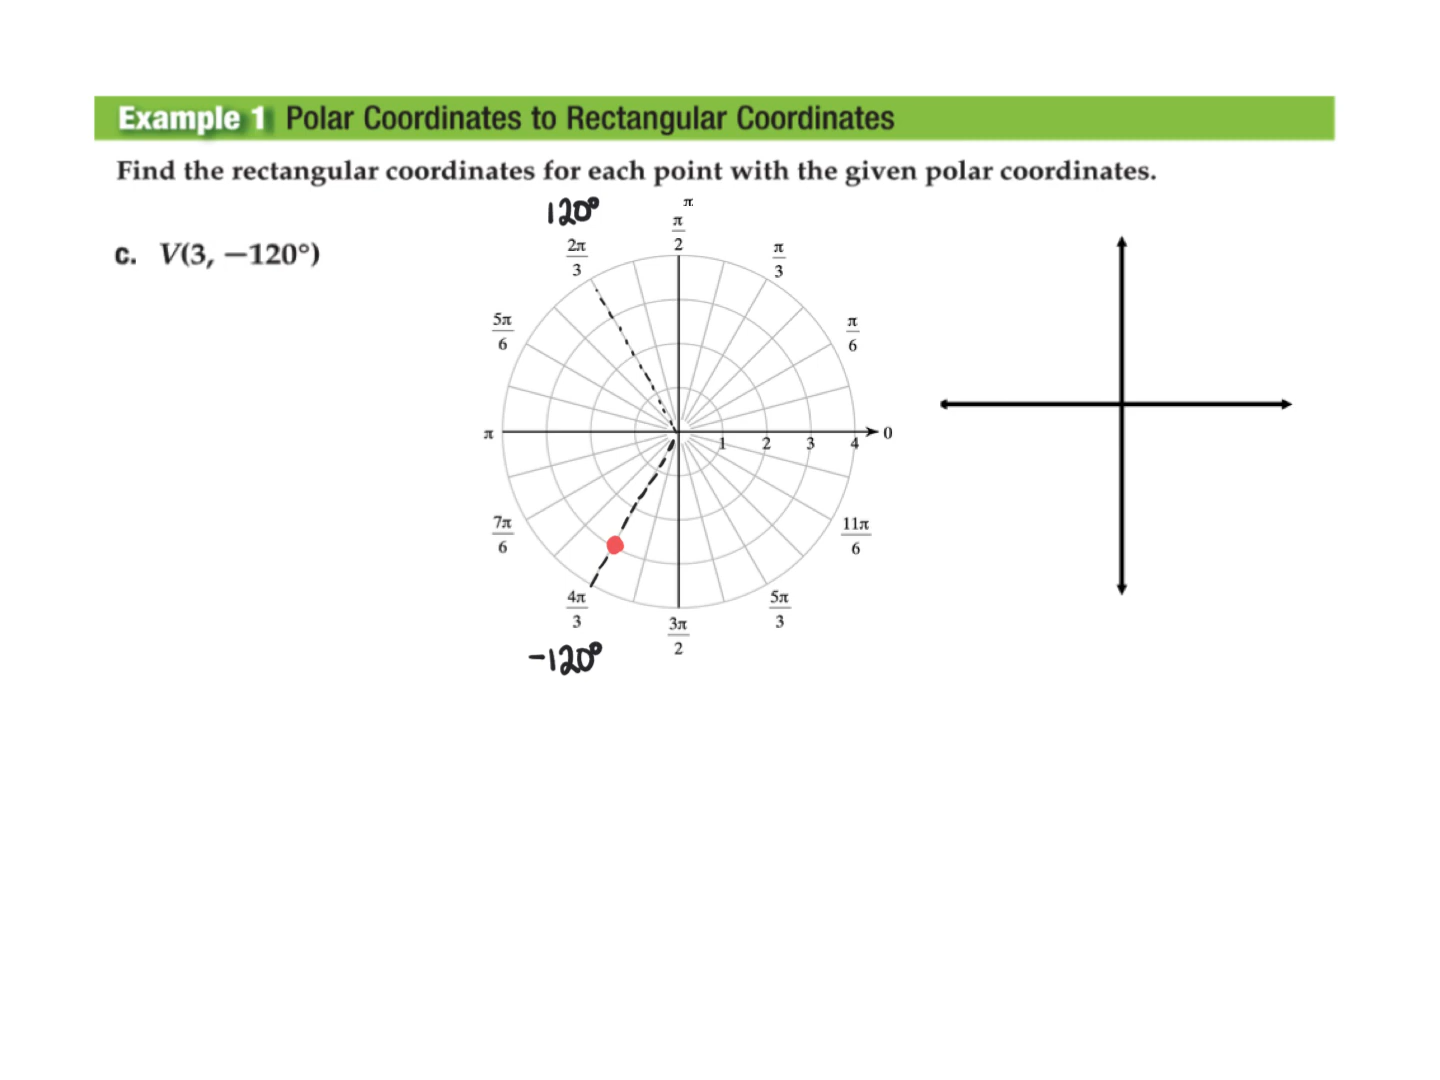 Example 1 Polar Coordinates to Rectangular Coordinates
Find the rectangular coordinates for each point with the given polar coordinates.
120°
π
π
2
c. V(3, −120°)
2π
3
π
3
5π
6
π
6
π
1 2 3 4
0
7π
6
11π
6
4π
3
3π
2
5π
3
-120°